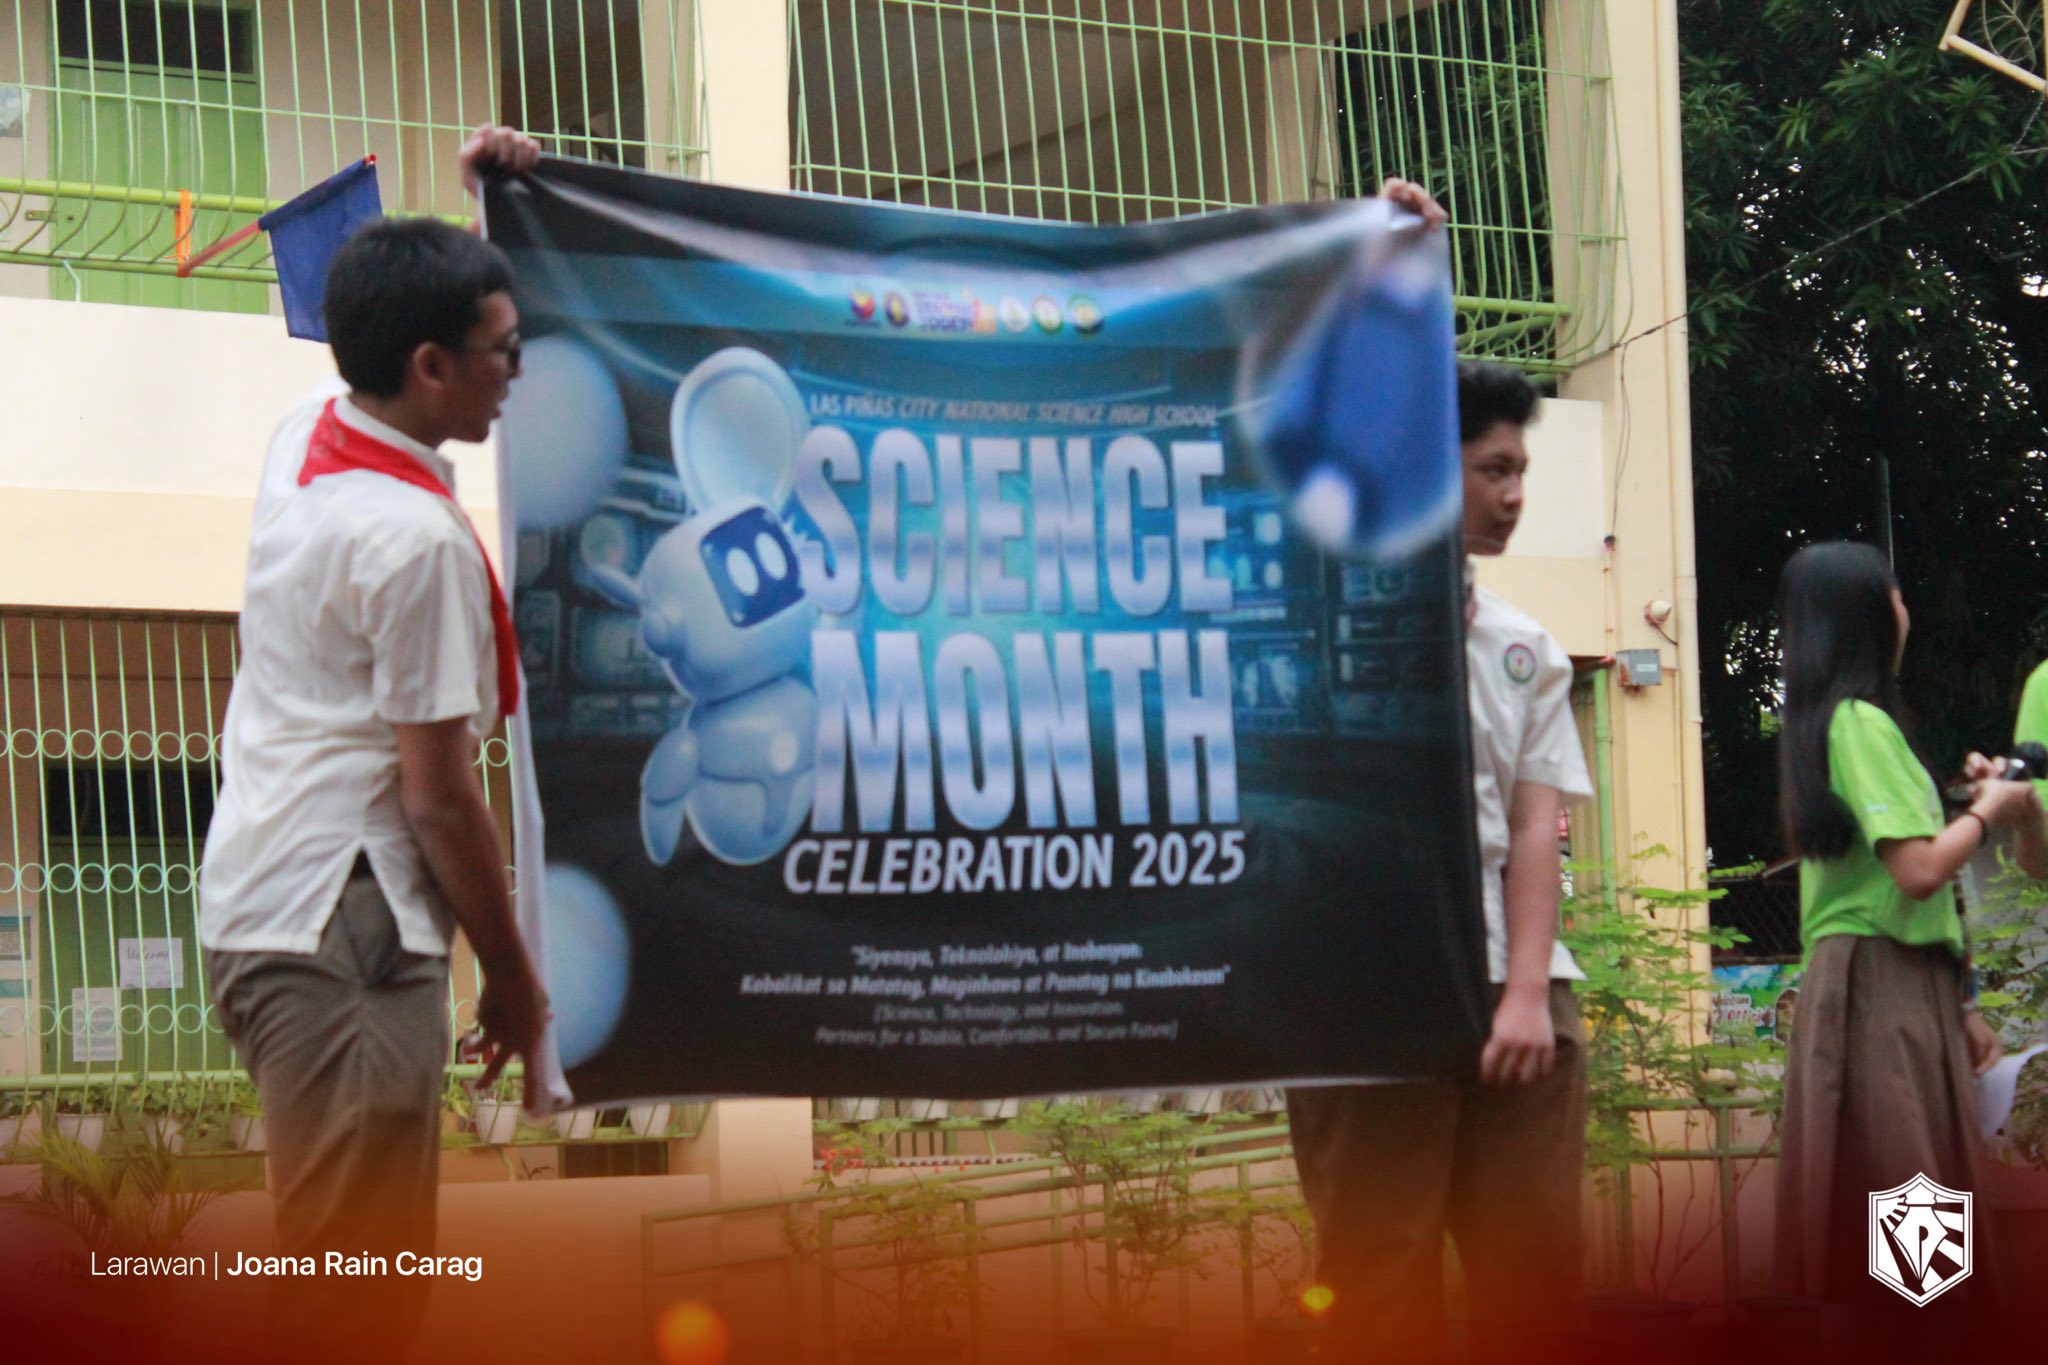 LAS PIÑAS CITY NATIONAL SCIENCE HIGH SCHOOL
SCIENCE
MONTH
CELEBRATION 2025
"Siyensya, Teknolohiya, at Inobasyon:
Kabalikat sa Matatag, Maginhawa at Panatag na Kinabukasan"
(Science, Technology, and Innovation:
Partners for a Stable, Comfortable, and Secure Future)
Welcome
Larawan | Joana Rain Carag